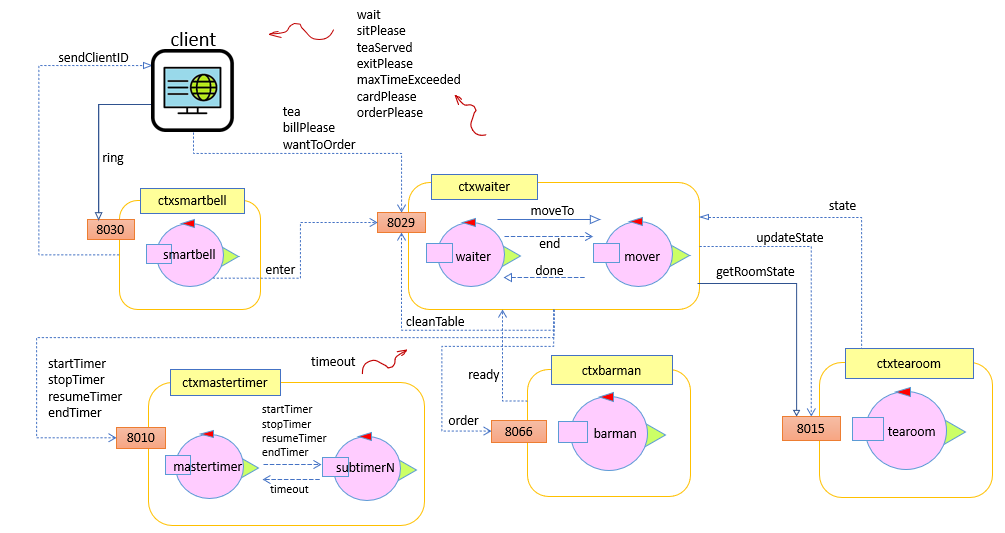 wait
sitPlease
teaServed
exitPlease
maxTimeExceeded
cardPlease
orderPlease
client
sendClientID
tea
billPlease
wantToOrder
ring
ctxsmartbell
8030
smartbell
enter
ctxwaiter
8029
waiter
moveTo
end
done
mover
state
updateState
getRoomState
cleanTable
timeout
startTimer
stopTimer
resumeTimer
endTimer
ctxmastertimer
8010
mastertimer
startTimer
stopTimer
resumeTimer
endTimer
timeout
subtimerN
ready
order
ctxbarman
8066
barman
ctxtearoom
8015
tearoom